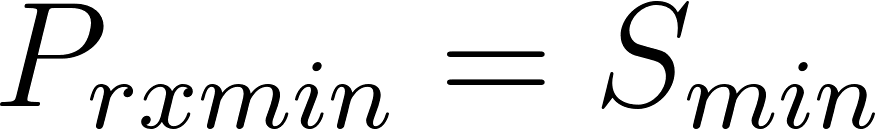 P_{rxmin} = S_{min}